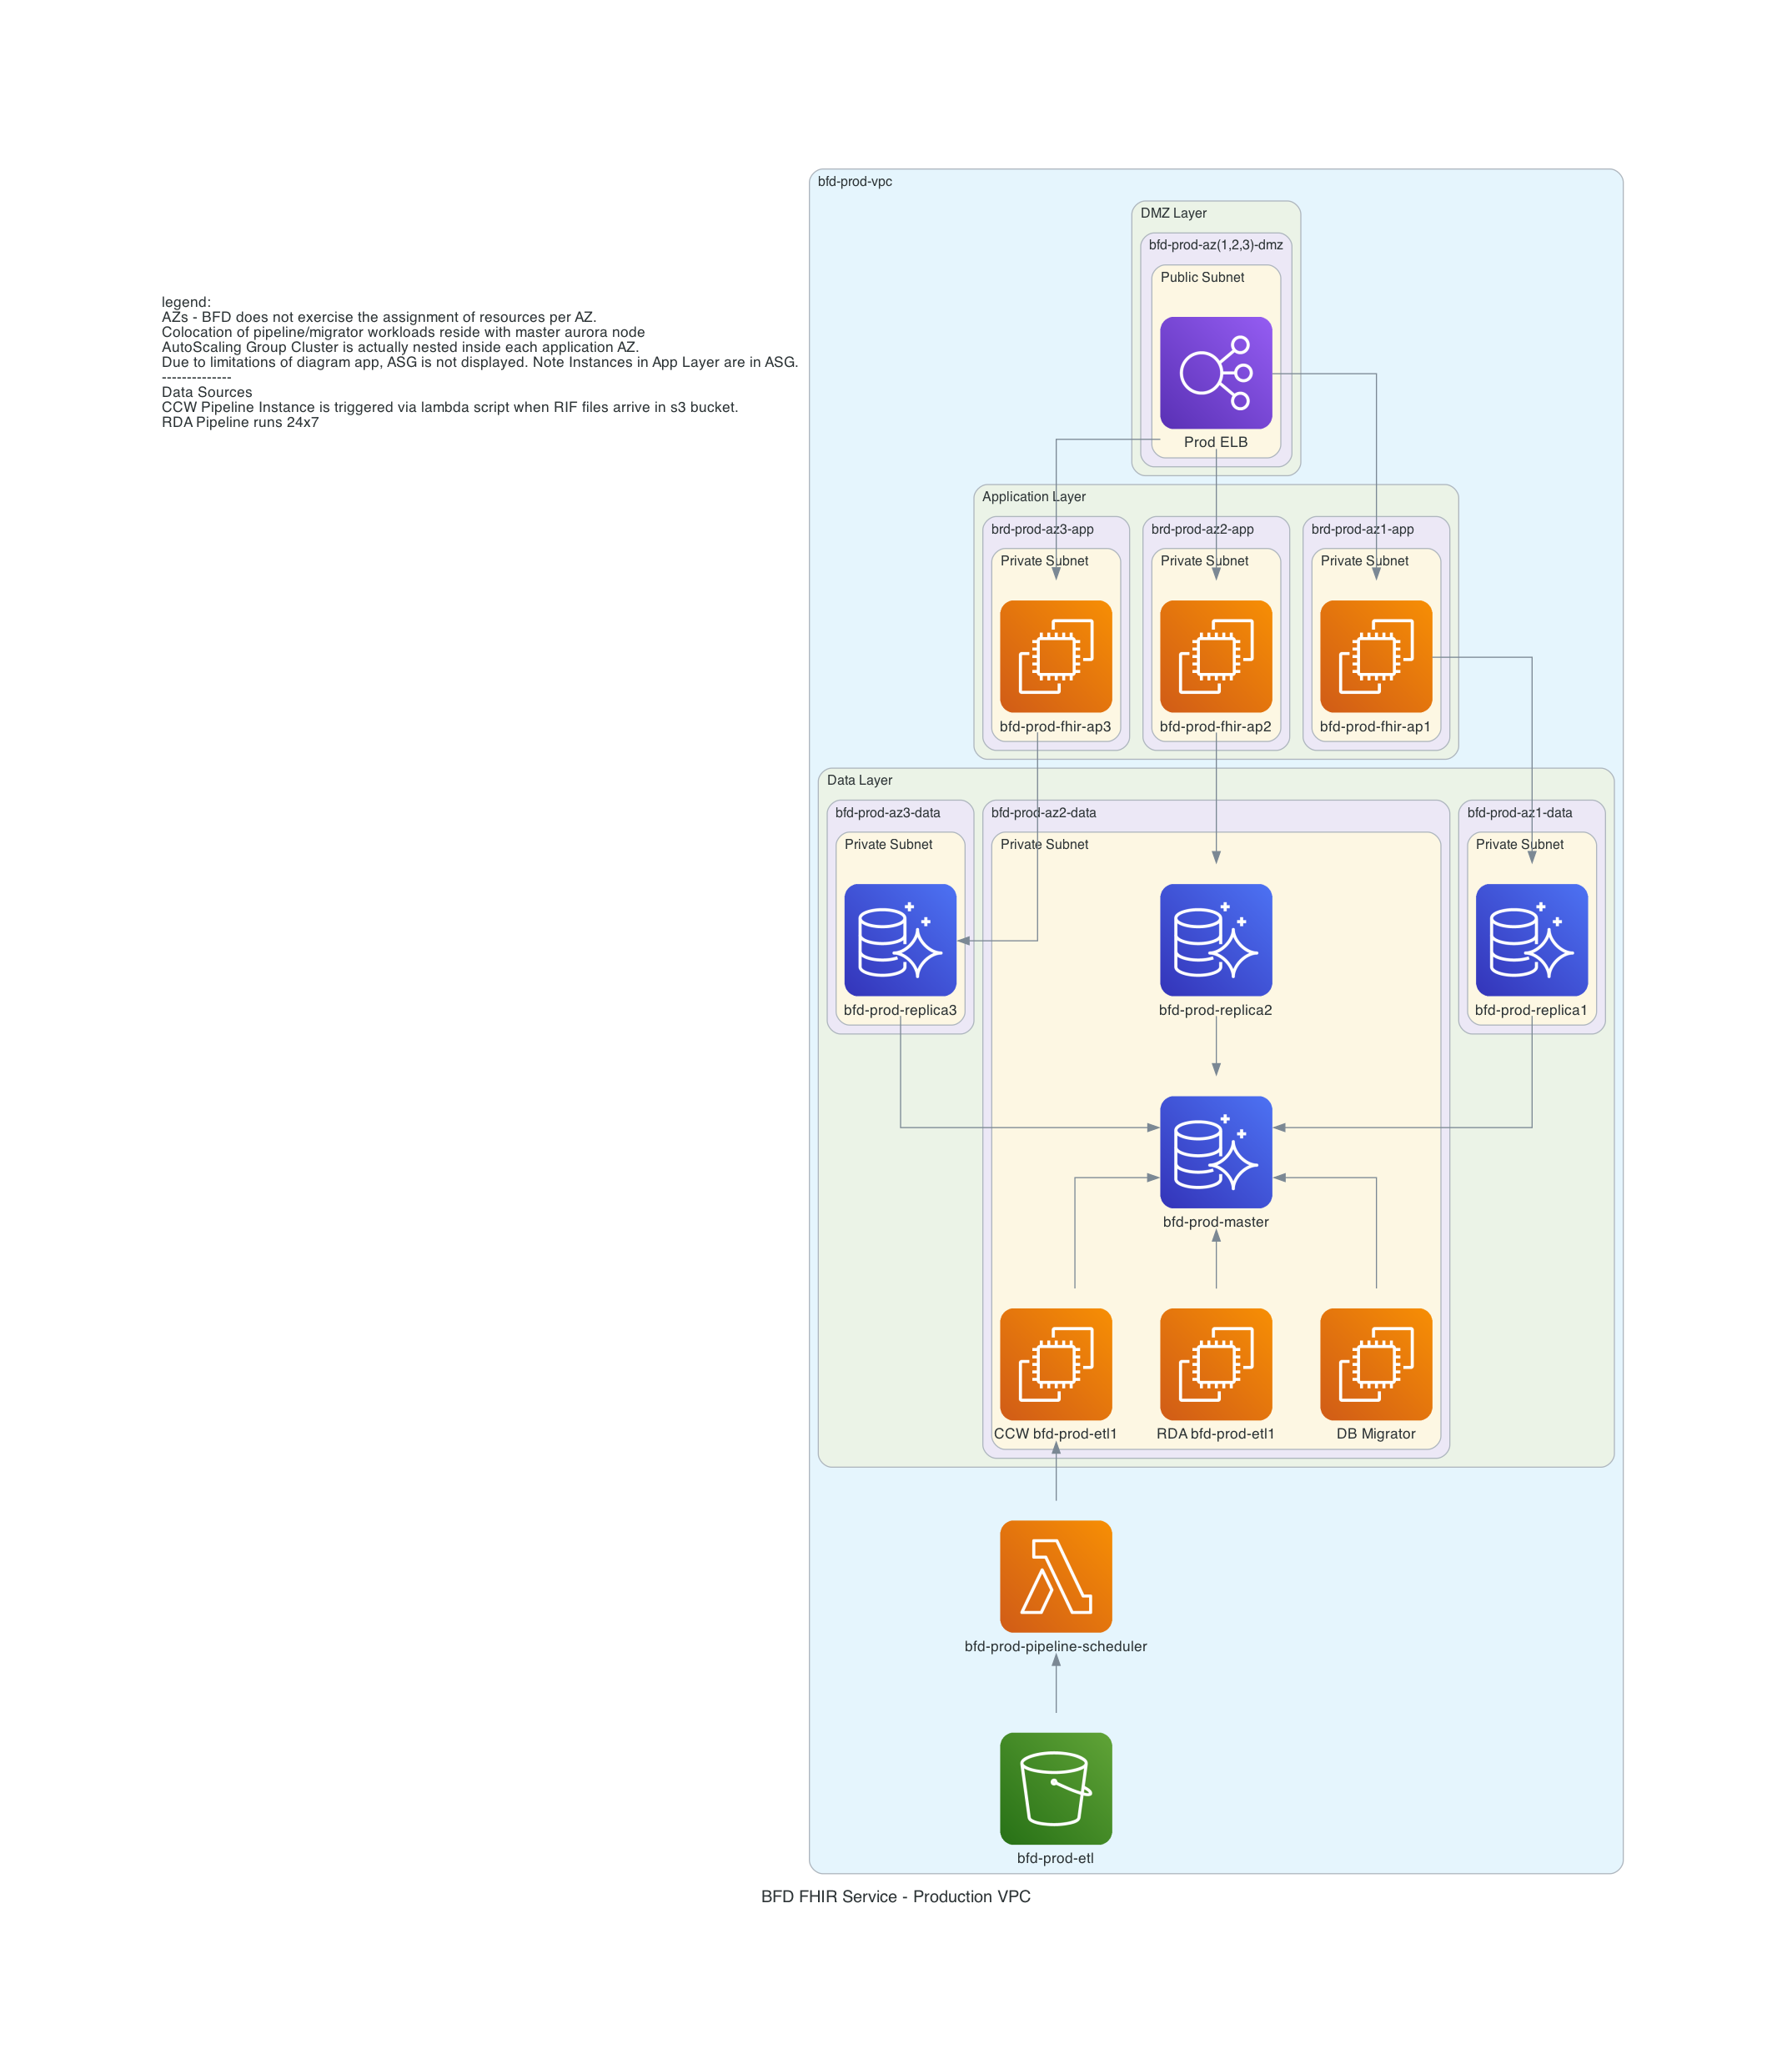 bfd-prod-vpc
DMZ Layer
bfd-prod-az(1,2,3)-dmz
Public Subnet
Prod ELB
legend:
AZs - BFD does not exercise the assignment of resources per AZ.
Colocation of pipeline/migrator workloads reside with master aurora node
AutoScaling Group Cluster is actually nested inside each application AZ.
Due to limitations of diagram app, ASG is not displayed. Note Instances in App Layer are in ASG.
--------------
Data Sources
CCW Pipeline Instance is triggered via lambda script when RIF files arrive in s3 bucket.
RDA Pipeline runs 24x7
Application Layer
brd-prod-az3-app
brd-prod-az2-app
brd-prod-az1-app
Private Subnet
Private Subnet
Private Subnet
bfd-prod-fhir-ap3
bfd-prod-fhir-ap2
bfd-prod-fhir-ap1
Data Layer
bfd-prod-az3-data
bfd-prod-az2-data
bfd-prod-az1-data
Private Subnet
Private Subnet
Private Subnet
bfd-prod-replica3
bfd-prod-replica2
bfd-prod-replica1
bfd-prod-master
CCW bfd-prod-etl1
RDA bfd-prod-etl1
DB Migrator
bfd-prod-pipeline-scheduler
bfd-prod-etl
BFD FHIR Service - Production VPC